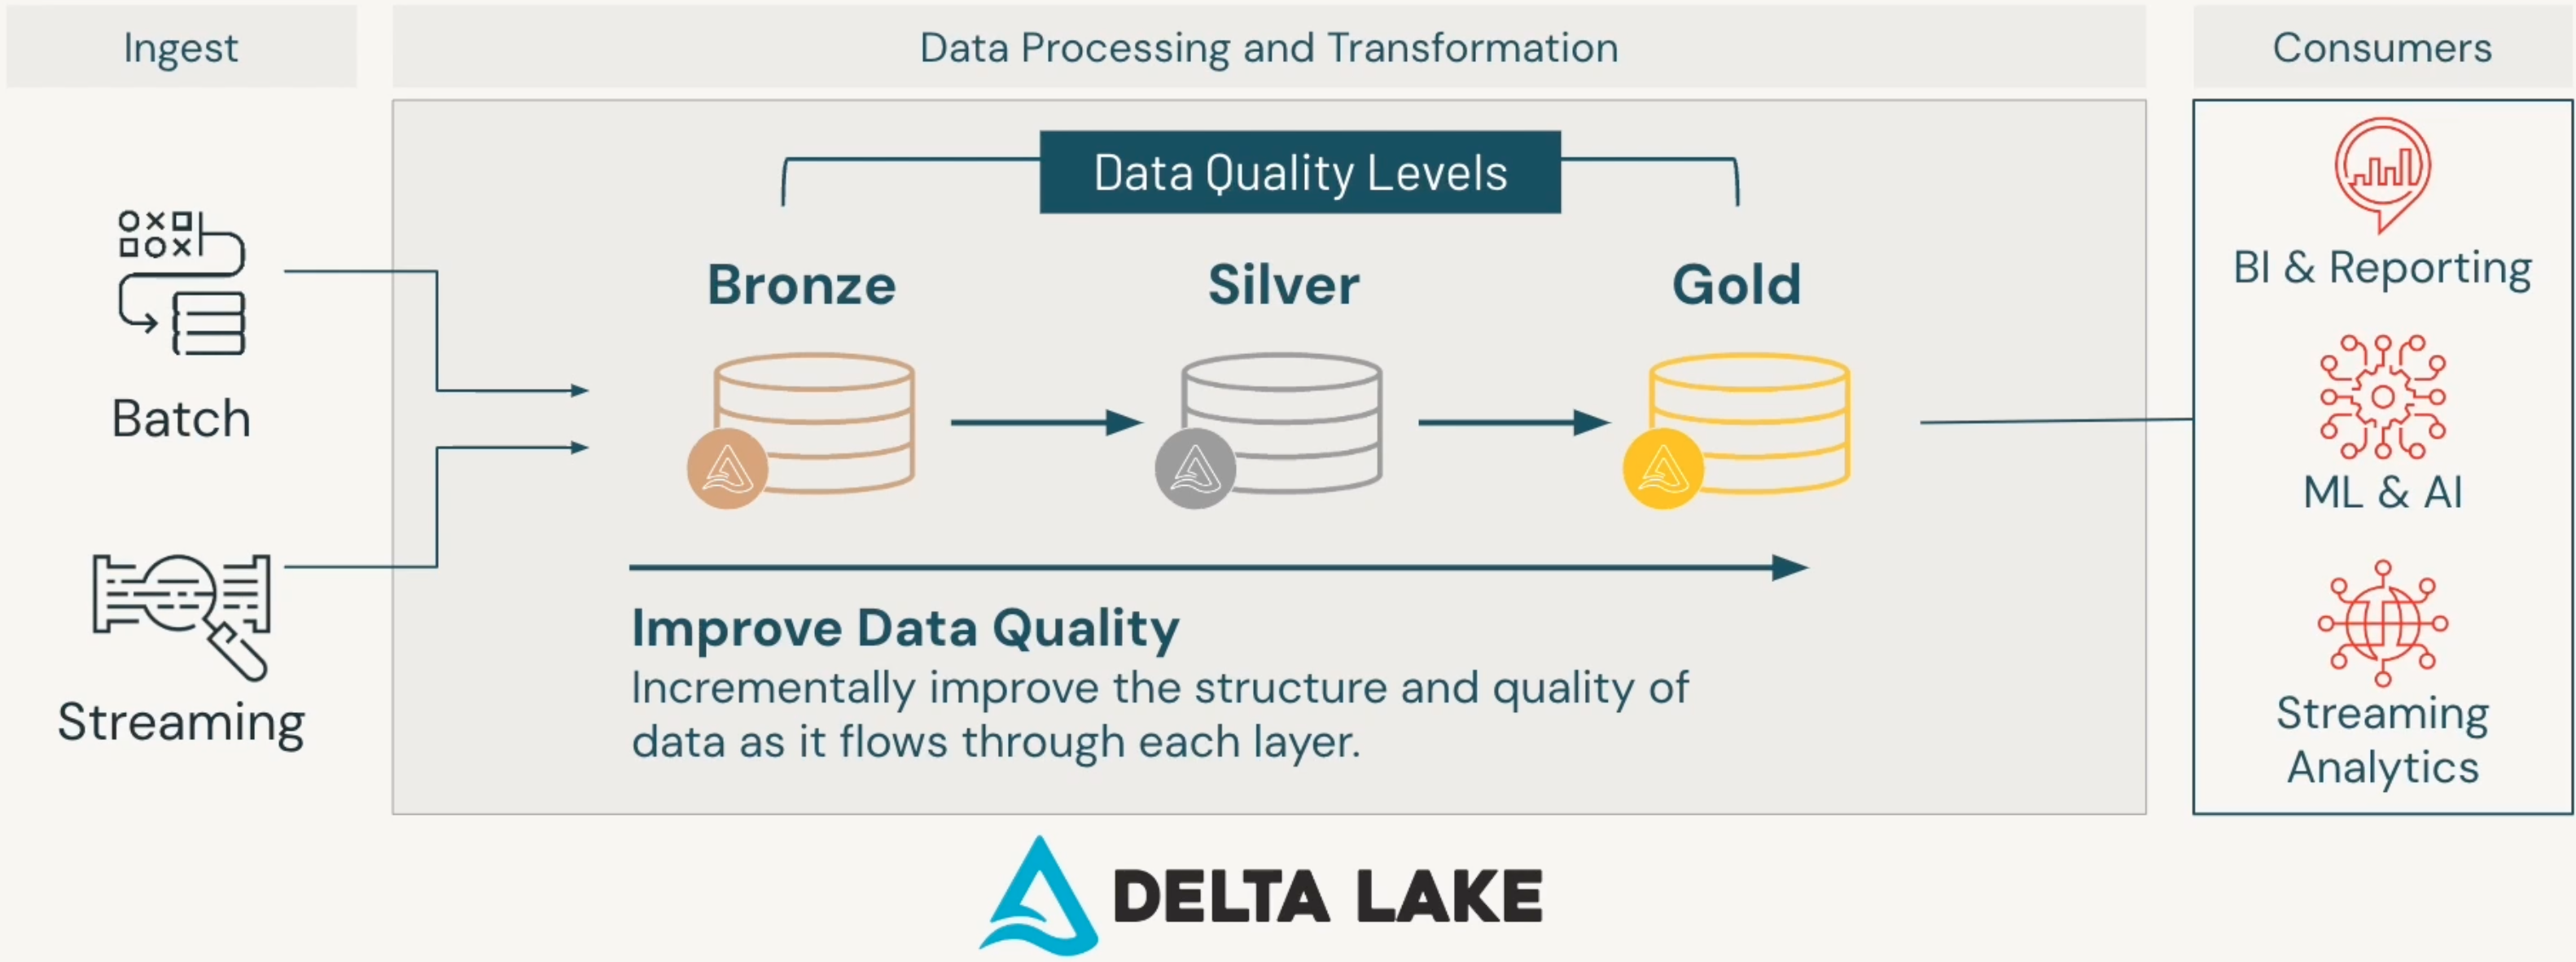 Ingest
Data Processing and Transformation
Consumers
Data Quality Levels
Batch
Streaming
Bronze
Silver
Gold
Improve Data Quality
Incrementally improve the structure and quality of
data as it flows through each layer.
BI & Reporting
ML & AI
Streaming
Analytics
DELTA LAKE